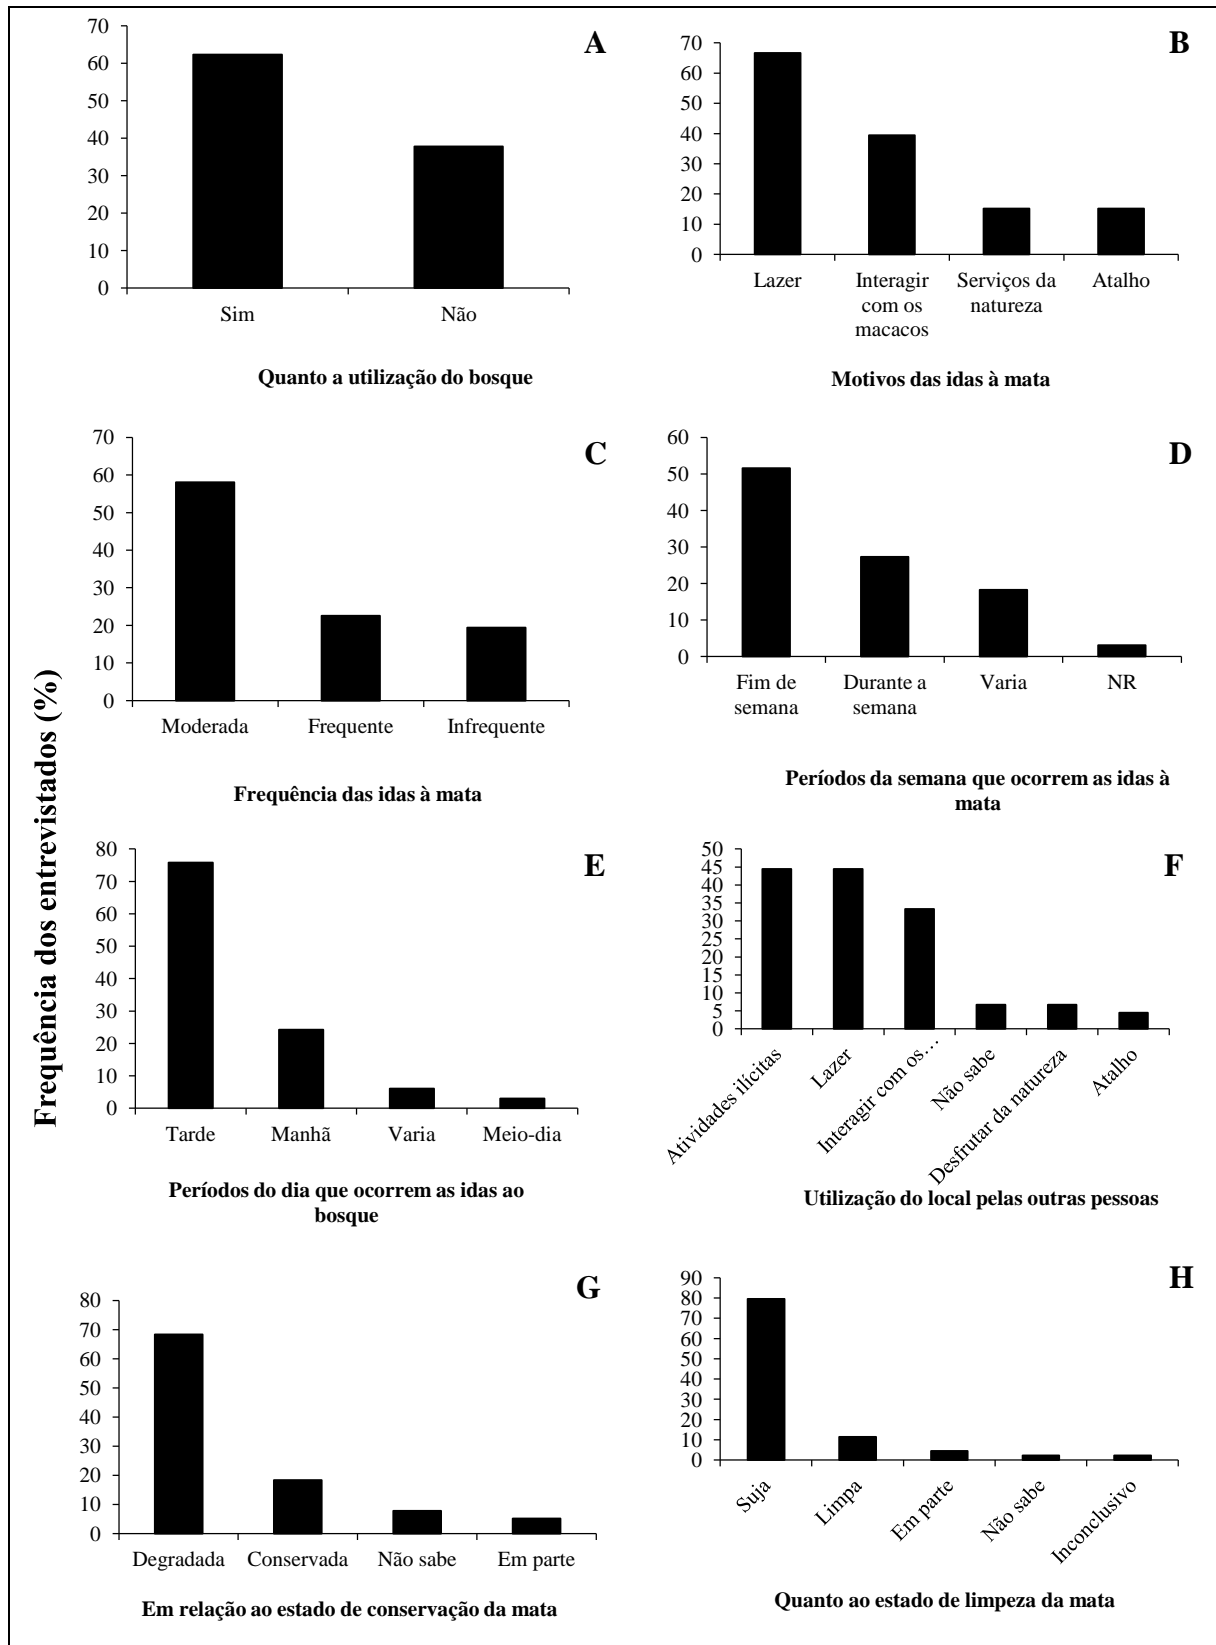 Frequência dos entrevistados (%)
A
70
60
50
40
30
20
10
0
Sim Não
Quanto a utilização do bosque
B
70
60
50
40
30
20
10
0
Lazer Interagir com os macacos Serviços da natureza Atalho
Motivos das idas à mata
C
70
60
50
40
30
20
10
0
Moderada Frequente Infrequente
Frequência das idas à mata
D
60
50
40
30
20
10
0
Fim de semana Durante a semana Varia NR
Períodos da semana que ocorrem as idas à
mata
E
80
70
60
50
40
30
20
10
0
Tarde Manhã Varia Meio-dia
Períodos do dia que ocorrem as idas ao
bosque
F
50
45
40
35
30
25
20
15
10
5
0
Atividades ilícitas
Lazer
Interagir com os…
Não sabe
Desfrutar da natureza
Atalho
Utilização do local pelas outras pessoas
G
80
70
60
50
40
30
20
10
0
Degradada Conservada Não sabe Em parte
Em relação ao estado de conservação da mata
H
90
80
70
60
50
40
30
20
10
0
Suja
Limpa
Em parte
Não sabe
Inconclusivo
Quanto ao estado de limpeza da mata